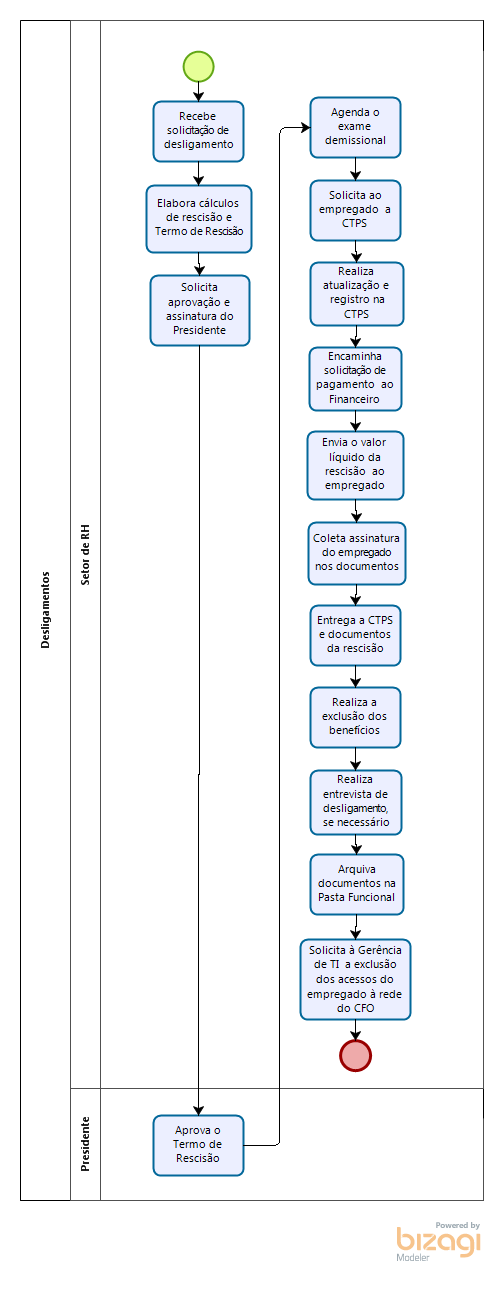 Desligamentos
Setor de RH
Recebe
solicitação de
desligamento
Elabora cálculos
de rescisão e
Termo de Rescisão
Solicita
aprovação e
assinatura do
Presidente
Presidente
Aprova o
Termo de
Rescisão
Agenda o
exame
demissional
Solicita ao
empregado a
CTPS
Realiza
atualização e
registro na
CTPS
Encaminha
solicitação de
pagamento ao
Financeiro
Envia o valor
líquido da
rescisão ao
empregado
Coleta assinatura
do empregado
nos documentos
Entrega a CTPS
e documentos
da rescisão
Realiza a
exclusão dos
benefícios
Realiza
entrevista de
desligamento,
se necessário
Arquiva
documentos na
Pasta Funcional
Solicita à Gerência
de TI a exclusão
dos acessos do
empregado à rede
do CFO
Powered by
bizagi
Modeler